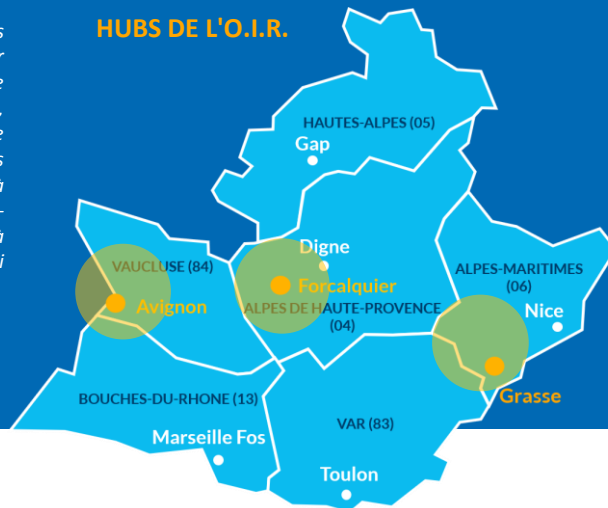 HUBS DE L'O.I.R.
HAUTES-ALPES (05)
Gap
Digne
VAUCLUSE (84)
Forcalquier
ALPES-MARITIMES
(06)
Avignon
ALPES DE HAUTE-PROVENCE
(04)
Nice
Grasse
BOUCHES-DU-RHONE (13)
VAR (83)
Marseille Fos
Toulon